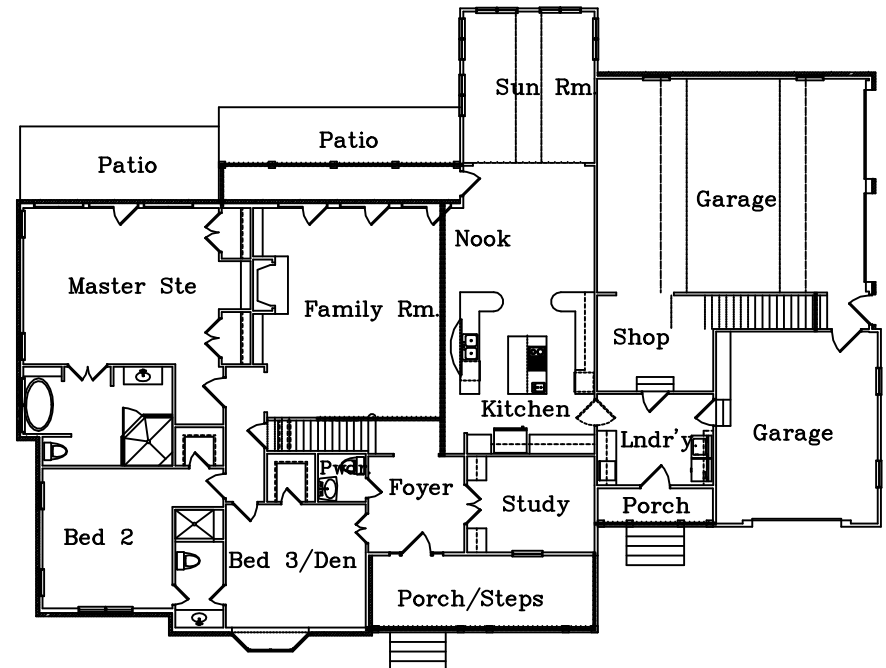 Sun Rm.
Patio
Patio
Garage
Nook
Master Ste
Family Rm.
Shop
Kitchen
Lndr'y
Garage
Pwdr.
Foyer
Study
Porch
Bed 2
Bed 3/Den
Porch/Steps